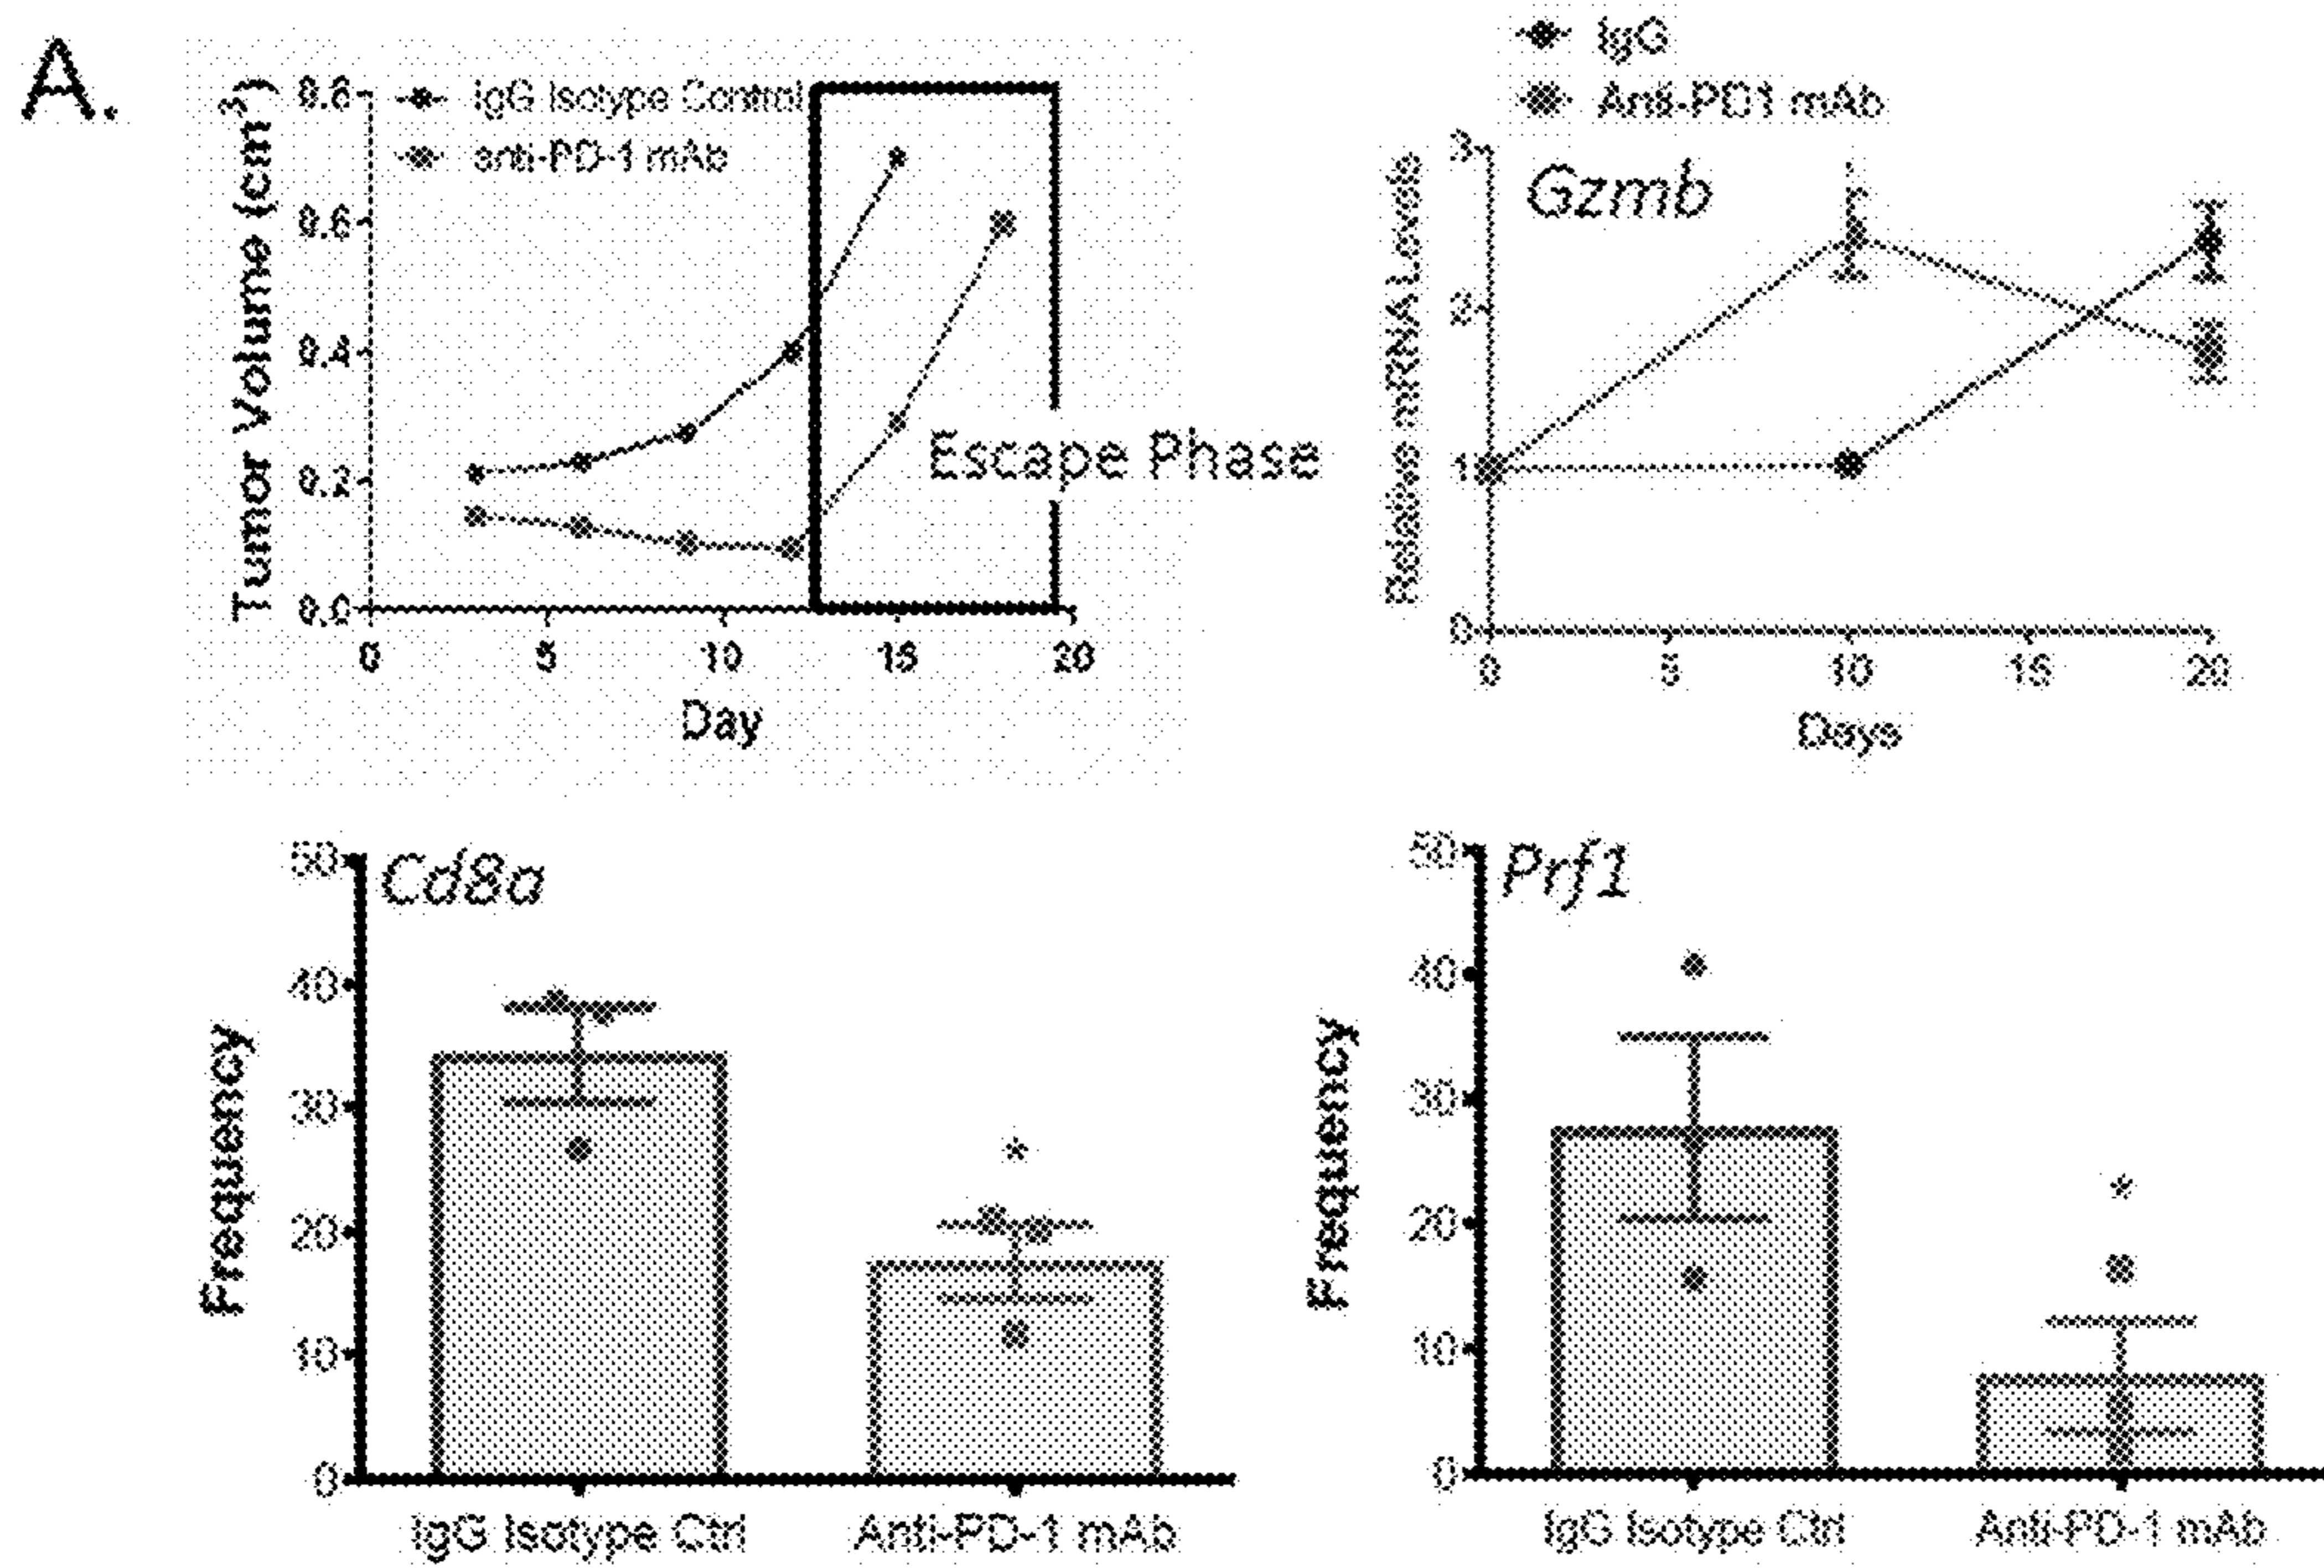 A.
Tumor Volume (cm³)
0.8
0.6
0.4
0.2
0.0
IgG Isotype Control
anti-PD-1 mAb
Escape Phase
0 5 10 15 20
Day
IgG
Anti-PD1 mAb
Relative mRNA Levels
Gzmb
3
2
1
0
0 5 10 15 20
Days
Cd8a
Frequency
50
40
30
20
10
0
IgG Isotype Ctrl Anti-PD-1 mAb
Prf1
Frequency
50
40
30
20
10
0
IgG Isotype Ctrl Anti-PD-1 mAb